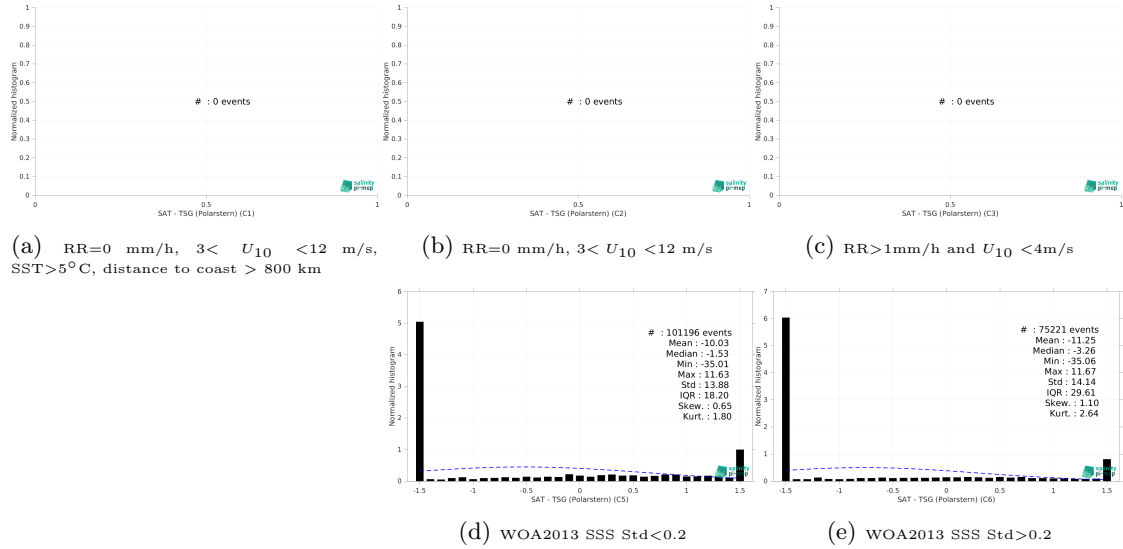 1
0.9
0.8
0.7
0.6
0.5
0.4
0.3
0.2
0.1
0
Normalized histogram
# : 0 events
salinity
pi-mep
0 0.5 1
SAT - TSG (Polarstern) (C1)
1
0.9
0.8
0.7
0.6
0.5
0.4
0.3
0.2
0.1
0
Normalized histogram
# : 0 events
salinity
pi-mep
0 0.5 1
SAT - TSG (Polarstern) (C2)
1
0.9
0.8
0.7
0.6
0.5
0.4
0.3
0.2
0.1
0
Normalized histogram
# : 0 events
salinity
pi-mep
0 0.5 1
SAT - TSG (Polarstern) (C3)
(a) RR=0 mm/h, 3< U10 <12 m/s,
SST>5°C, distance to coast > 800 km
(b) RR=0 mm/h, 3< U10 <12 m/s
(c) RR>1mm/h and U10 <4m/s
6
5
4
3
2
1
0
Normalized histogram
# : 101196 events
Mean : -10.03
Median : -1.53
Min : -35.01
Max : 11.63
Std : 13.88
IQR : 18.20
Skew. : 0.65
Kurt. : 1.80
salinity
pi-mep
-1.5 -1 -0.5 0 0.5 1 1.5
SAT - TSG (Polarstern) (C5)
7
6
5
4
3
2
1
0
Normalized histogram
# : 75221 events
Mean : -11.25
Median : -3.26
Min : -35.06
Max : 11.67
Std : 14.14
IQR : 29.61
Skew. : 1.10
Kurt. : 2.64
salinity
pi-mep
-1.5 -1 -0.5 0 0.5 1 1.5
SAT - TSG (Polarstern) (C6)
(d) WOA2013 SSS Std<0.2
(e) WOA2013 SSS Std>0.2